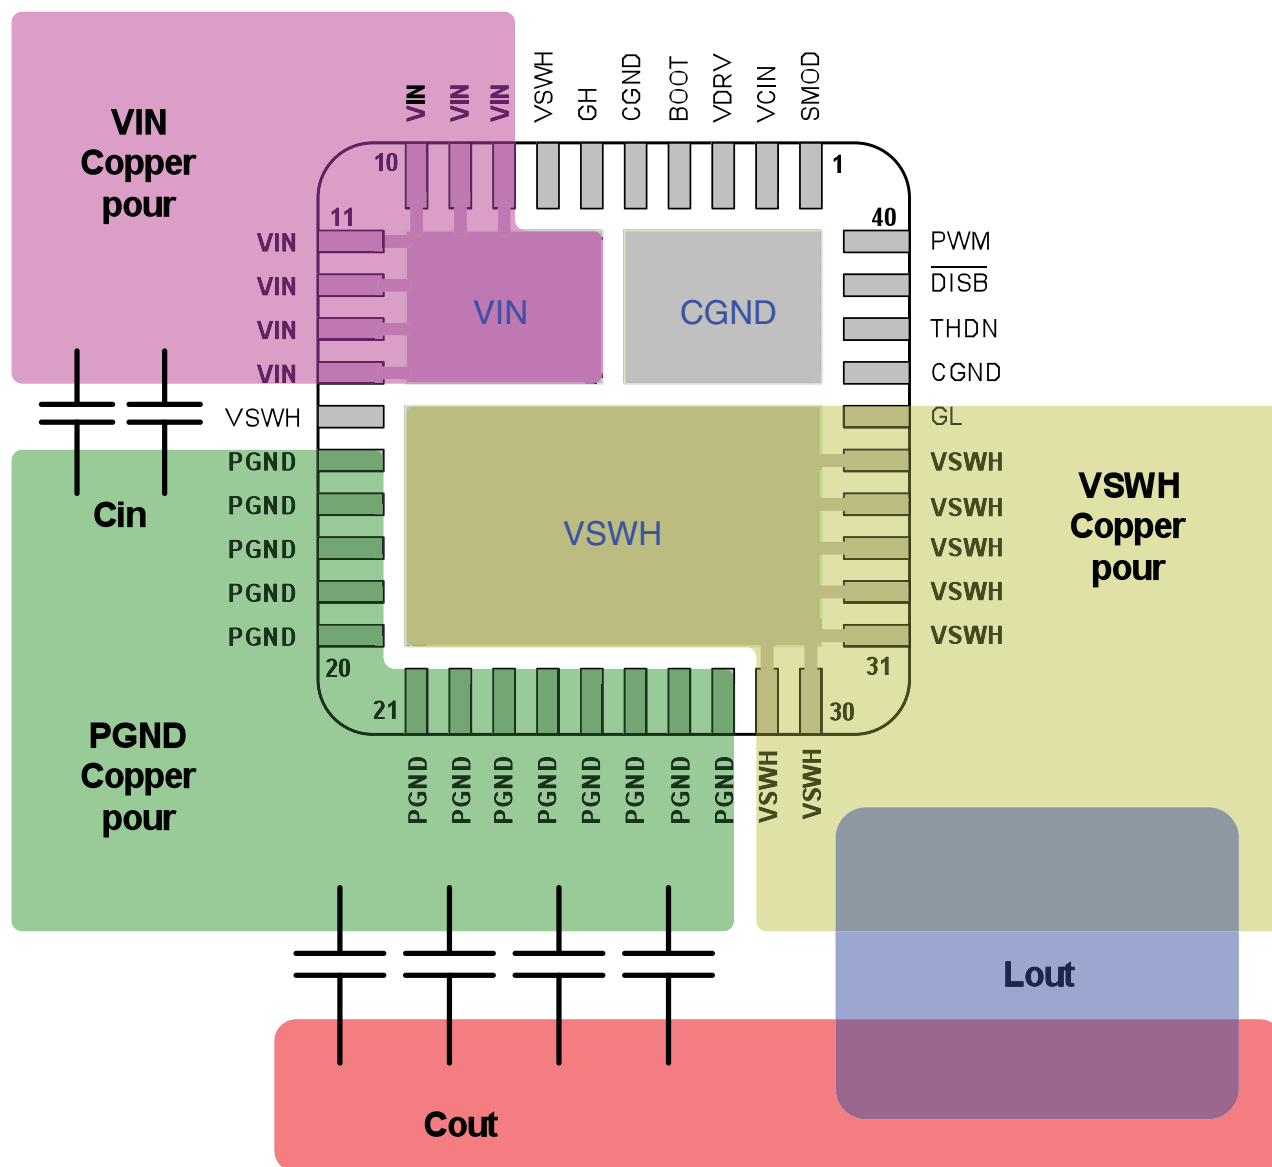 VIN
Copper
pour
VIN
VIN
VIN
VSWH
GH
CGND
BOOT
VDRV
VCIN
SMOD
10
1
11
40
VIN
VIN
VIN
VIN
VSWH
PGND
PGND
PGND
PGND
PGND
PWM
DISB
THDN
CGND
GL
VSWH
VSWH
VSWH
VSWH
VSWH
VIN
CGND
VSWH
Cin
VSWH
Copper
pour
20
31
21
30
PGND
Copper
pour
PGND
PGND
PGND
PGND
PGND
PGND
PGND
PGND
VSWH
VSWH
Lout
Cout